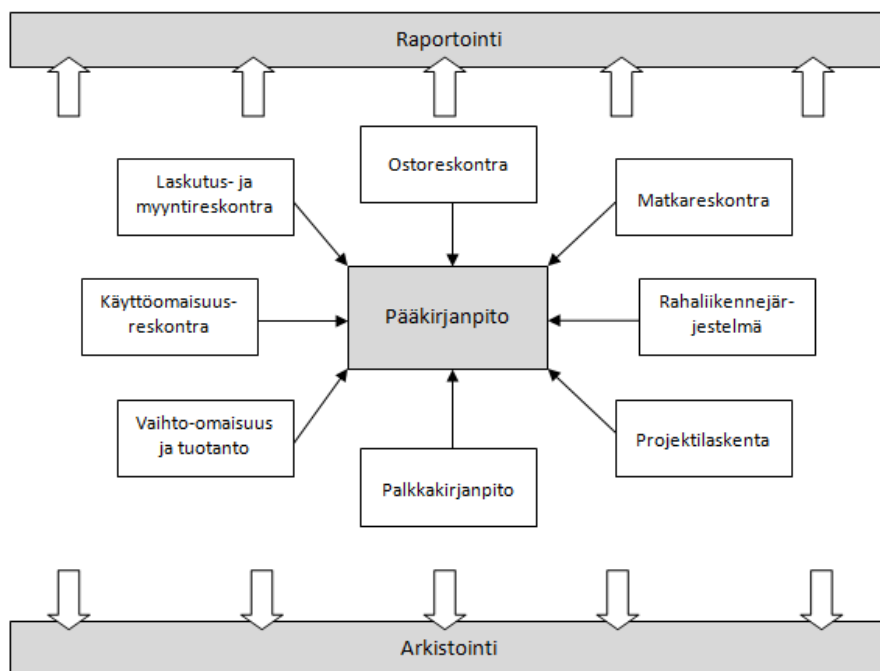 Raportointi
Ostoreskontra
Laskutus- ja
myyntireskontra
Matkareskontra
Käyttöomaisuus-
reskontra
Pääkirjanpito
Rahaliikennejär-
jestelmä
Vaihto-omaisuus
ja tuotanto
Projektilaskenta
Palkkakirjanpito
Arkistointi